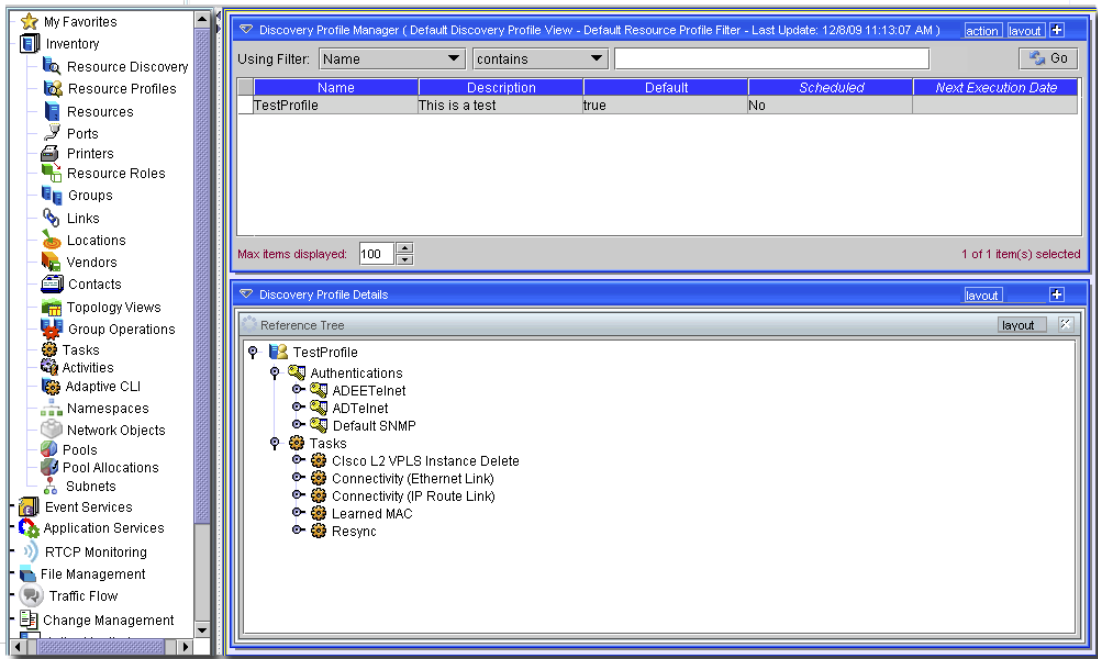 My Favorites
Inventory
Resource Discovery
Resource Profiles
Resources
Ports
Printers
Resource Roles
Groups
Links
Locations
Vendors
Contacts
Topology Views
Group Operations
Tasks
Activities
Adaptive CLI
Namespaces
Network Objects
Pools
Pool Allocations
Subnets
Event Services
Application Services
RTCP Monitoring
File Management
Traffic Flow
Change Management
Discovery Profile Manager ( Default Discovery Profile View - Default Resource Profile Filter - Last Update: 12/8/09 11:13:07 AM ) action layout
Using Filter: Name contains Go
Name Description Default Scheduled Next Execution Date
TestProfile This is a test true No
Max items displayed: 100 1 of 1 item(s) selected
Discovery Profile Details layout
Reference Tree layout
TestProfile
Authentications
ADEETelnet
ADTelnet
Default SNMP
Tasks
CIsco L2 VPLS Instance Delete
Connectivity (Ethernet Link)
Connectivity (IP Route Link)
Learned MAC
Resync